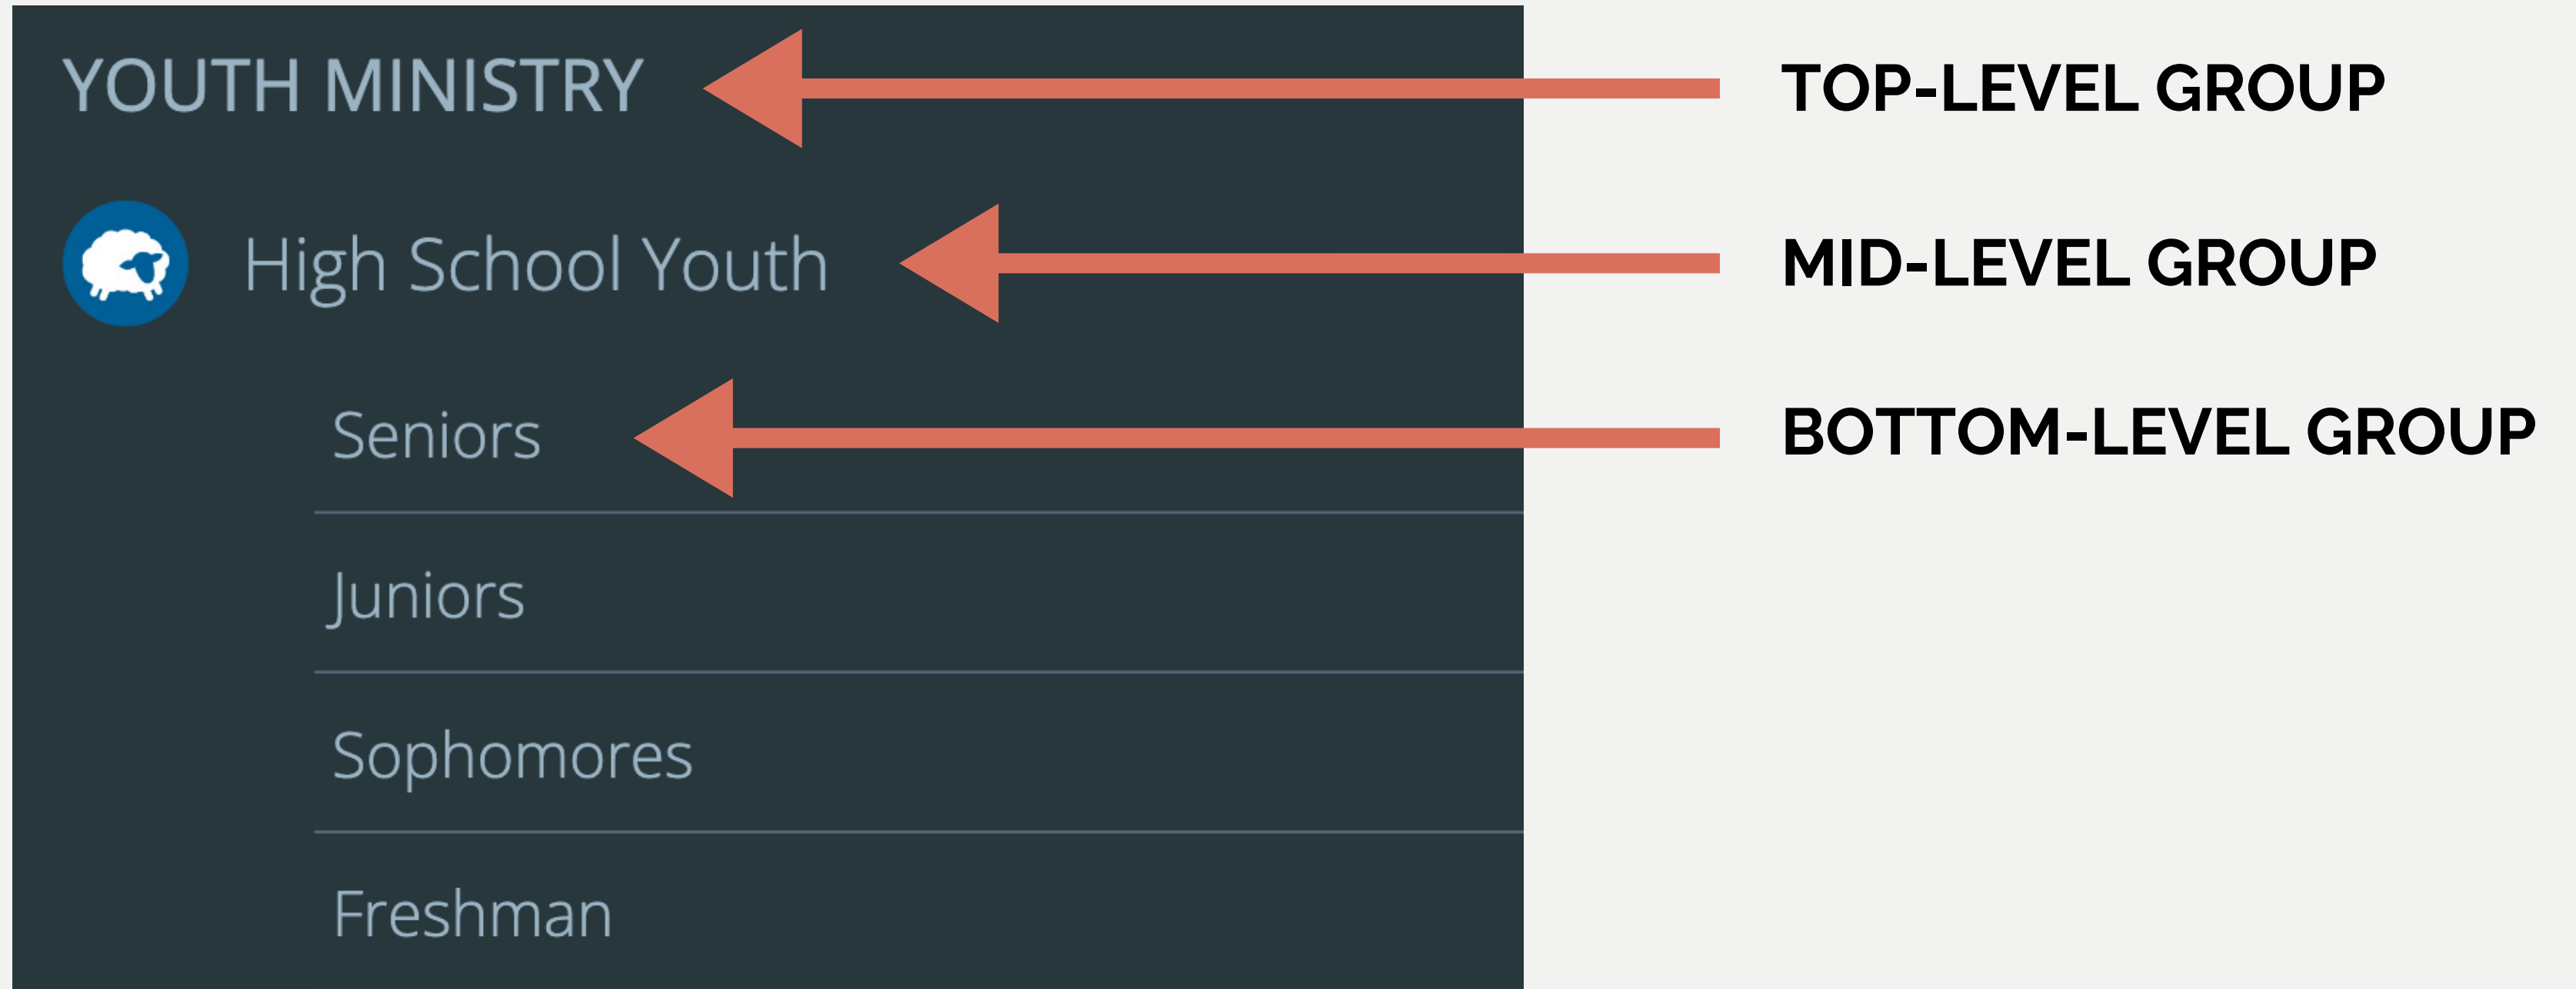 YOUTH MINISTRY
TOP-LEVEL GROUP
High School Youth
MID-LEVEL GROUP
Seniors
BOTTOM-LEVEL GROUP
Juniors
Sophomores
Freshman